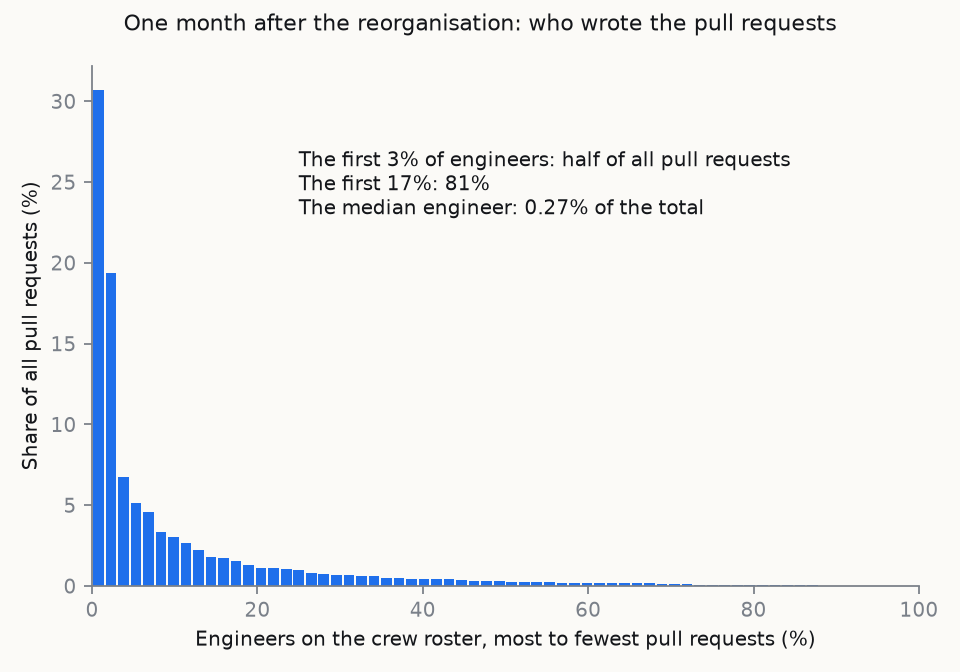 One month after the reorganisation: who wrote the pull requests
The first 3% of engineers: half of all pull requests
The first 17%: 81%
The median engineer: 0.27% of the total
Share of all pull requests (%)
30
25
20
15
10
5
0
0 20 40 60 80 100
Engineers on the crew roster, most to fewest pull requests (%)